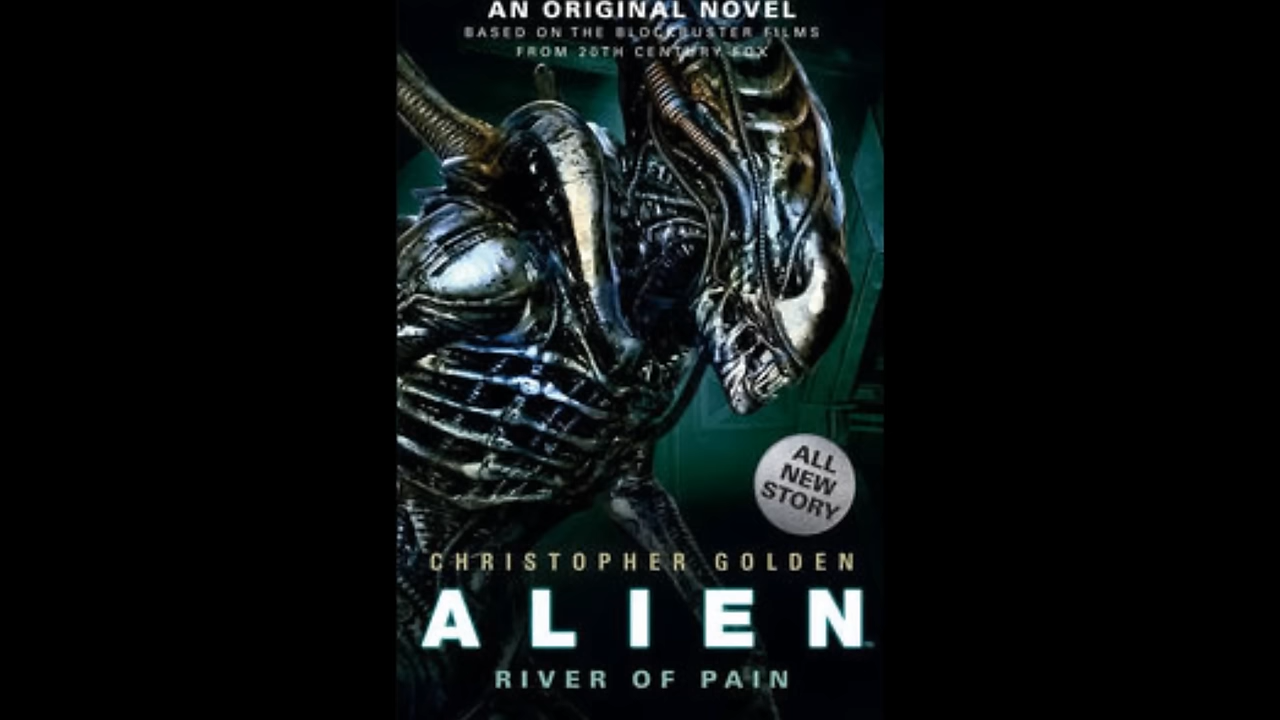 AN ORIGINAL NOVEL
BASED ON THE BLOCKBUSTER FILMS
FROM 20TH CENTURY FOX
ALL
NEW
STORY
CHRISTOPHER GOLDEN
ALIEN
RIVER OF PAIN